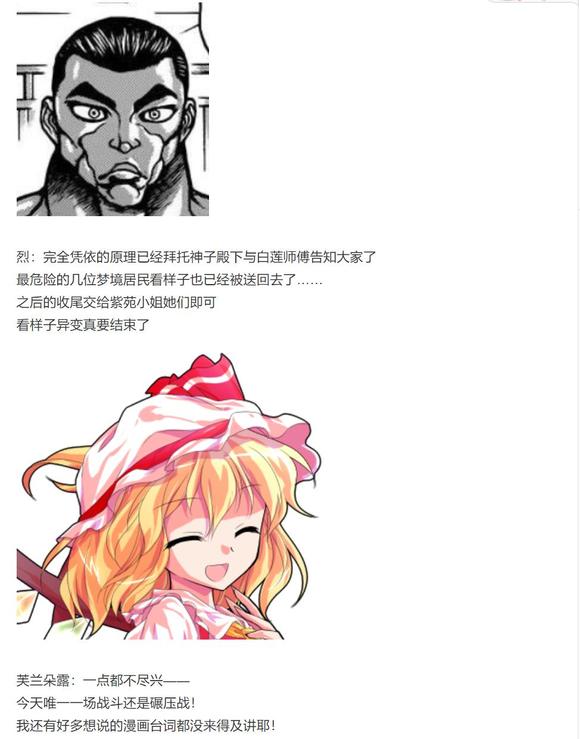 烈：完全凭依的原理已经拜托神子殿下与白莲师傅告知大家了
最危险的几位梦境居民看样子也已经被送回去了……
之后的收尾交给紫苑小姐她们即可
看样子异变真要结束了
芙兰朵露：一点都不尽兴——
今天唯一一场战斗还是碾压战！
我还有好多想说的漫画台词都没来得及讲耶！